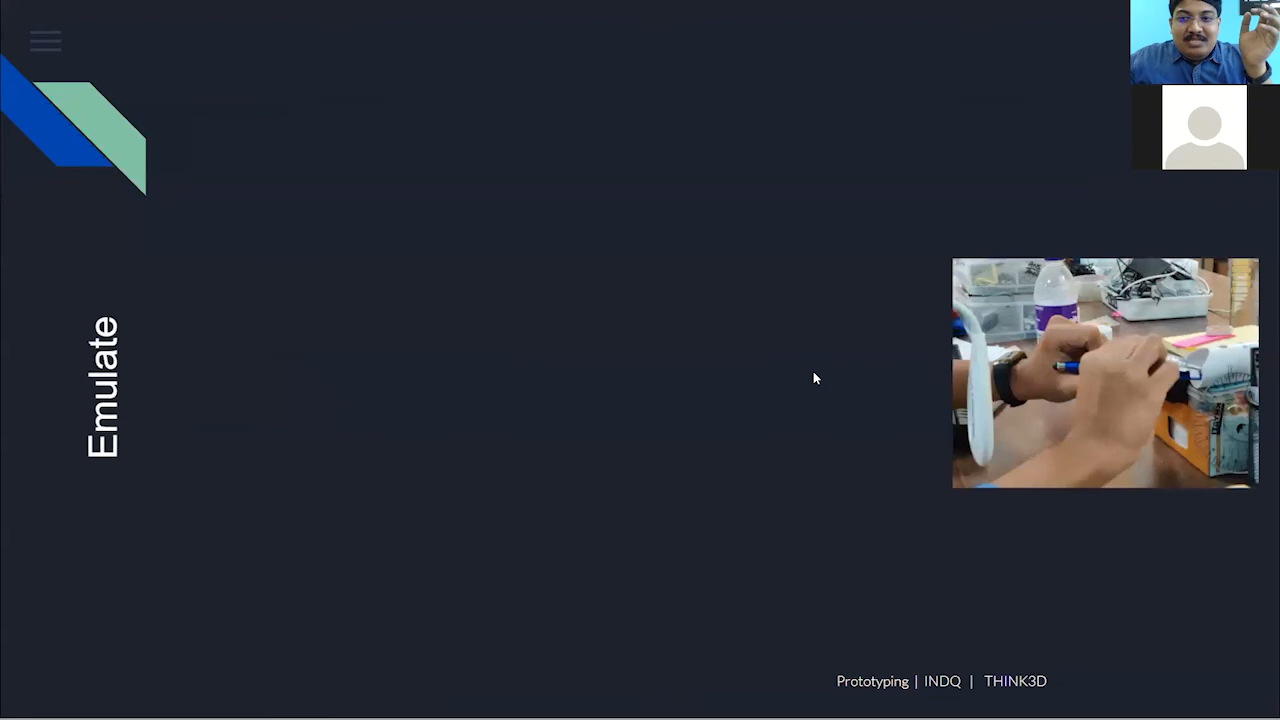 Emulate
Prototyping | INDQ | THINK3D